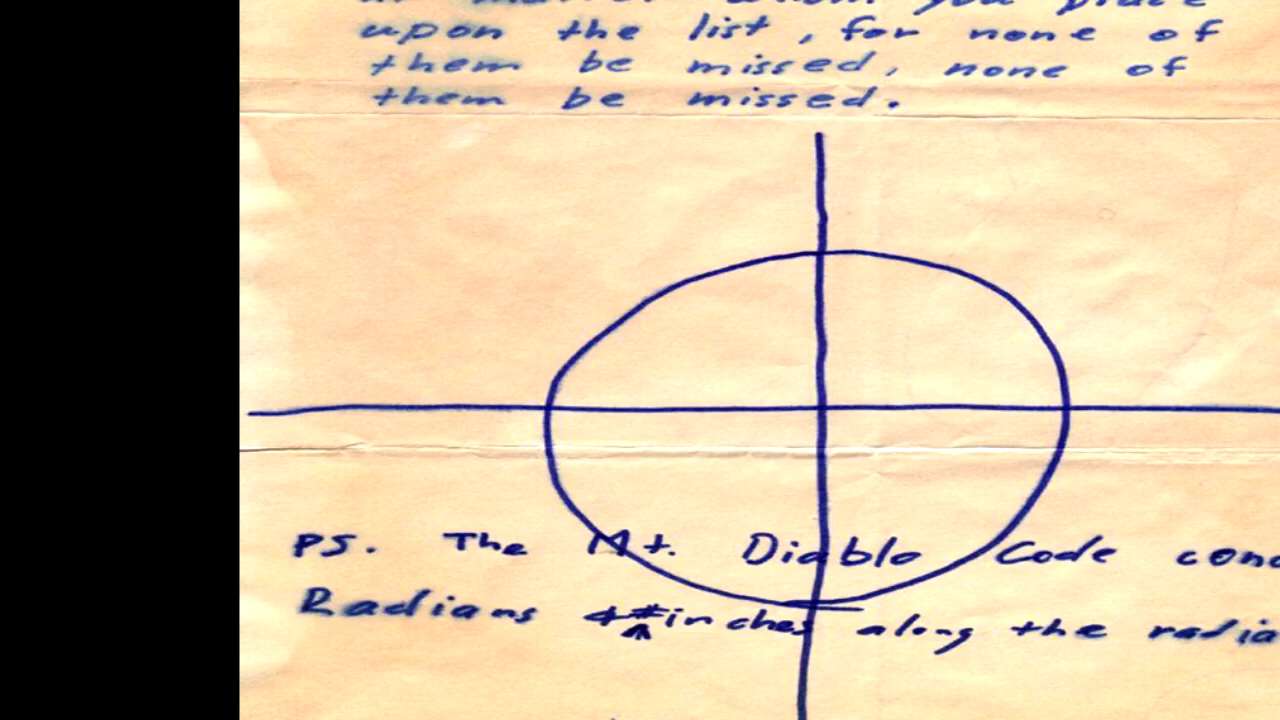 upon the list, for none of
them be missed, none of
them be missed.
PS. The Mt. Diablo Code
Radians & # inches along the